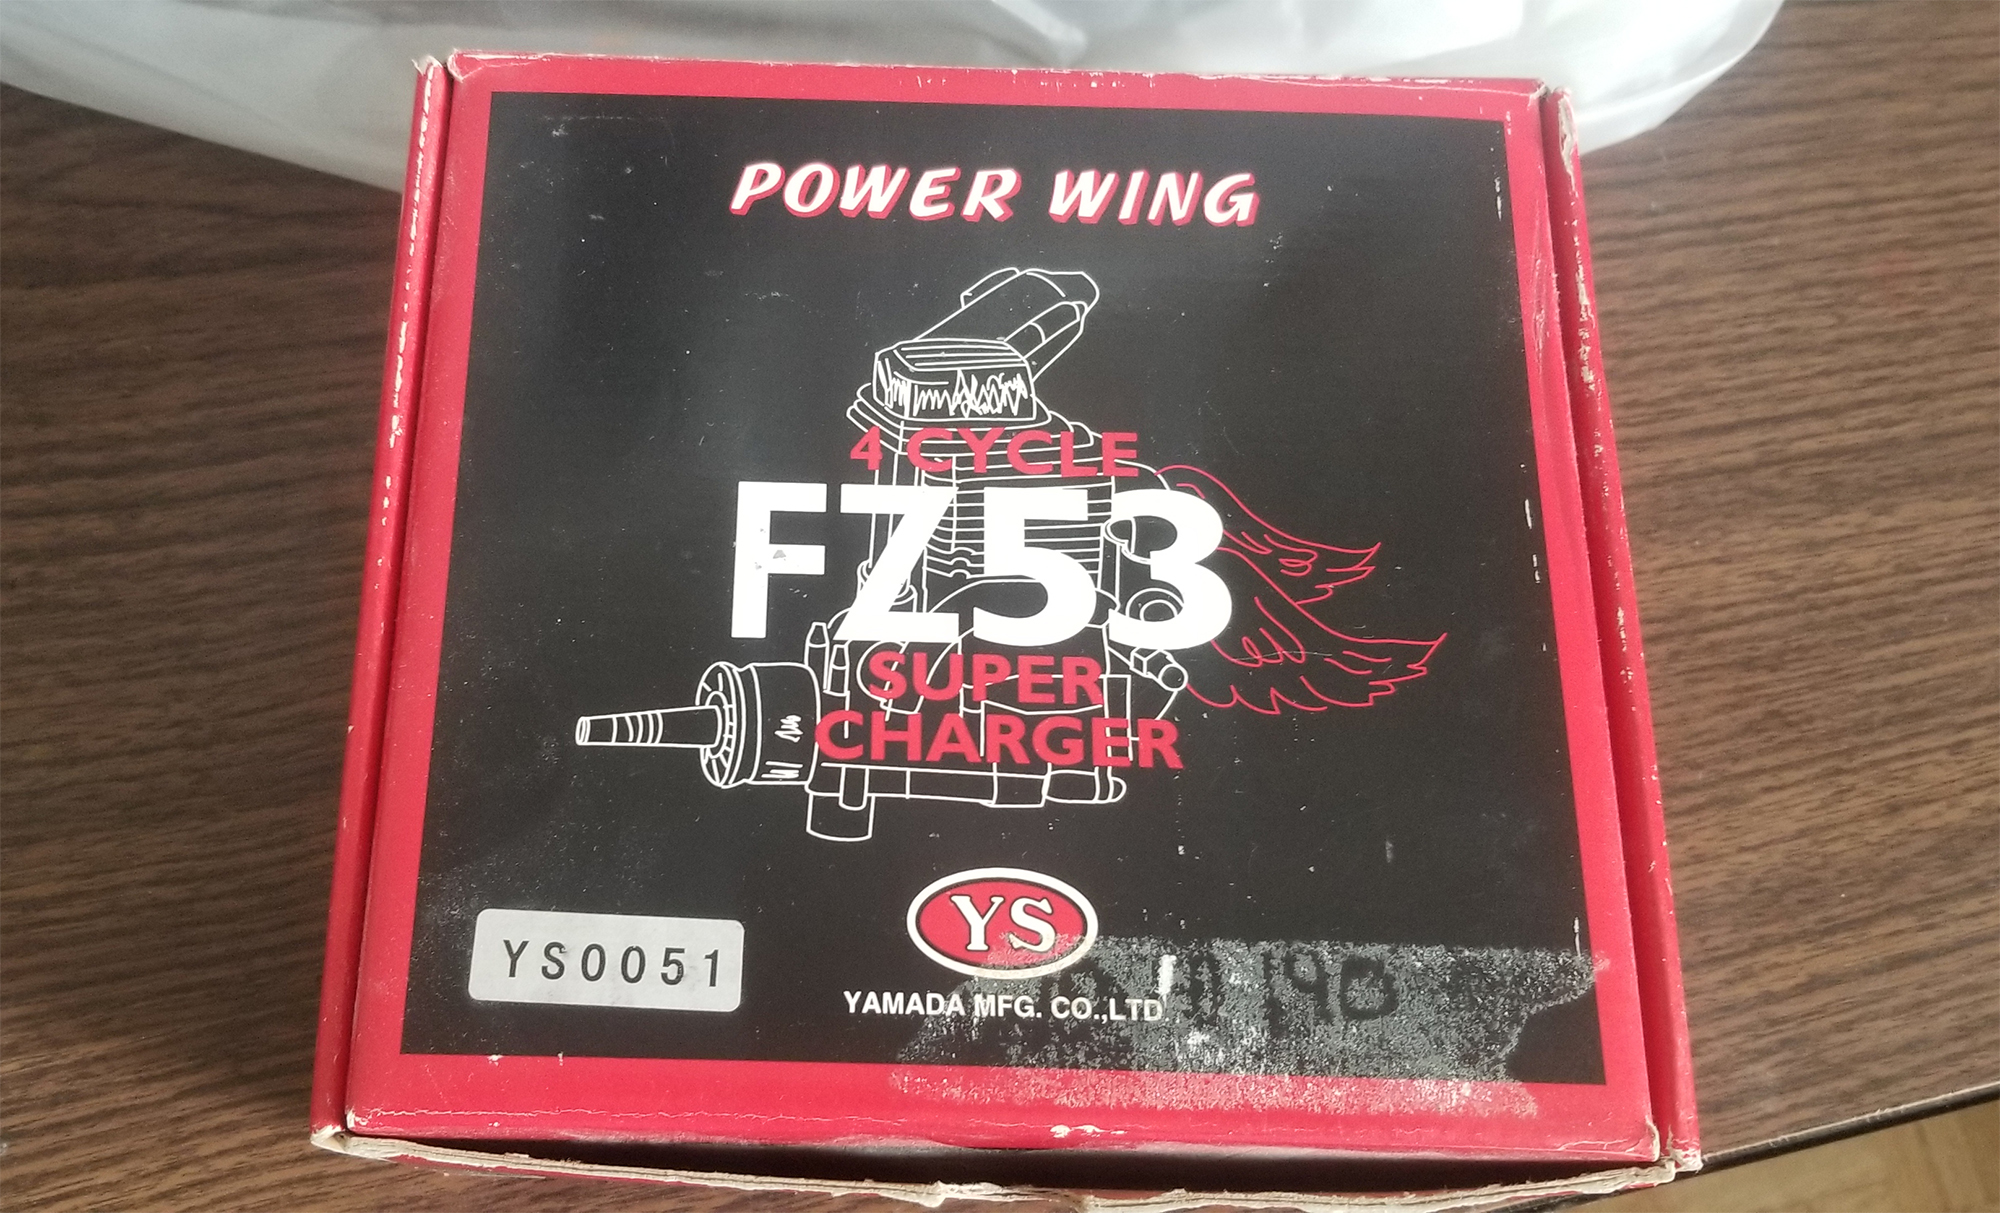 POWER WING
4 CYCLE
FZ53
SUPER
CHARGER
YS
YS0051
YAMADA MFG. CO.,LTD